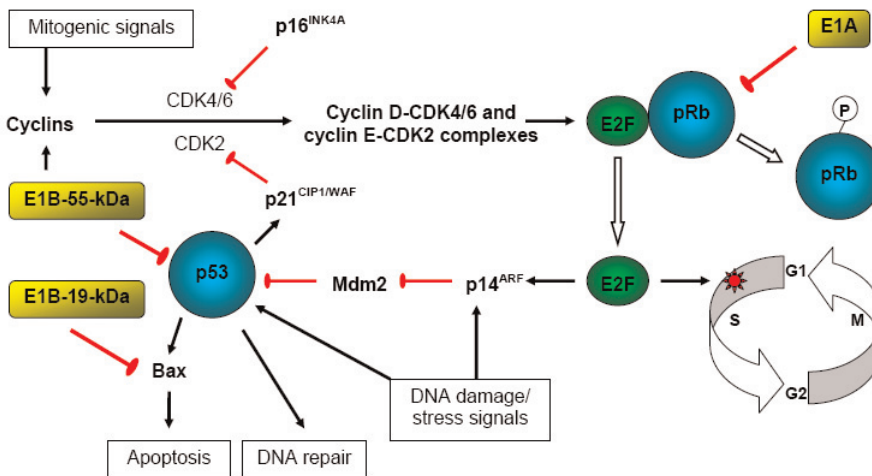 Mitogenic signals
p16INK4A
E1A
CDK4/6
Cyclins
Cyclin D-CDK4/6 and
cyclin E-CDK2 complexes
E2F
pRb
P
pRb
CDK2
E1B-55-kDa
p21CIP1/WAF
p53
Mdm2
p14ARF
E2F
G1
S
M
G2
E1B-19-kDa
Bax
DNA damage/
stress signals
Apoptosis
DNA repair